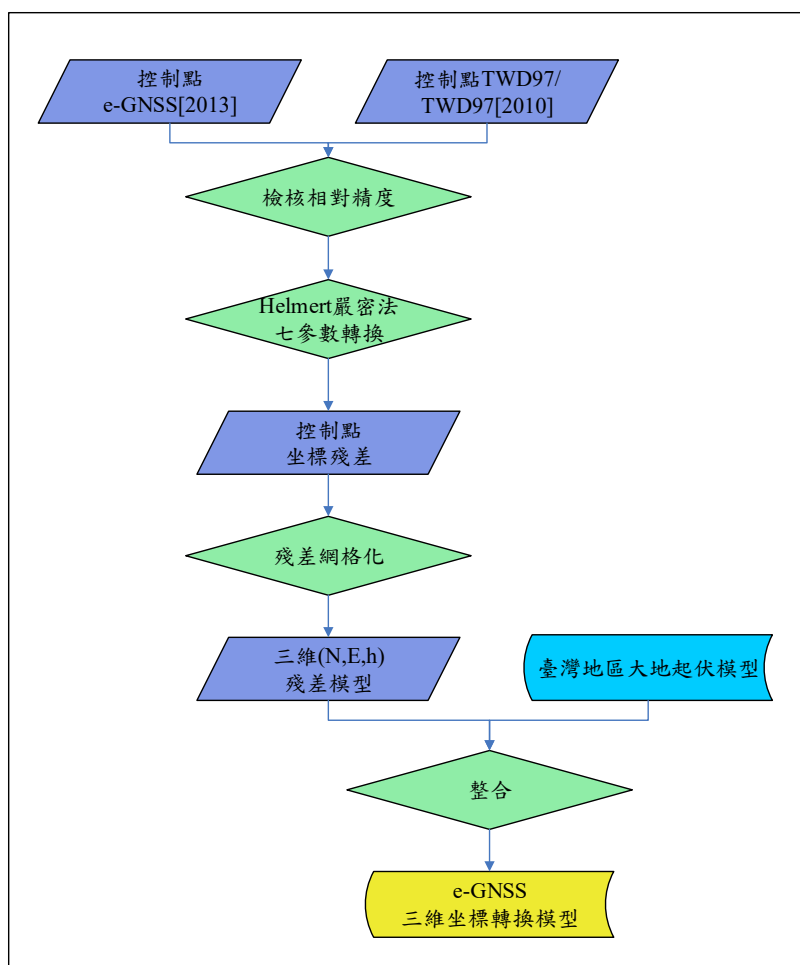 控制點
e-GNSS[2013]
控制點TWD97/
TWD97[2010]
檢核相對精度
Helmert嚴密法
七參數轉換
控制點
坐標殘差
殘差網格化
三維(N,E,h)
殘差模型
臺灣地區大地起伏模型
整合
e-GNSS
三維坐標轉換模型